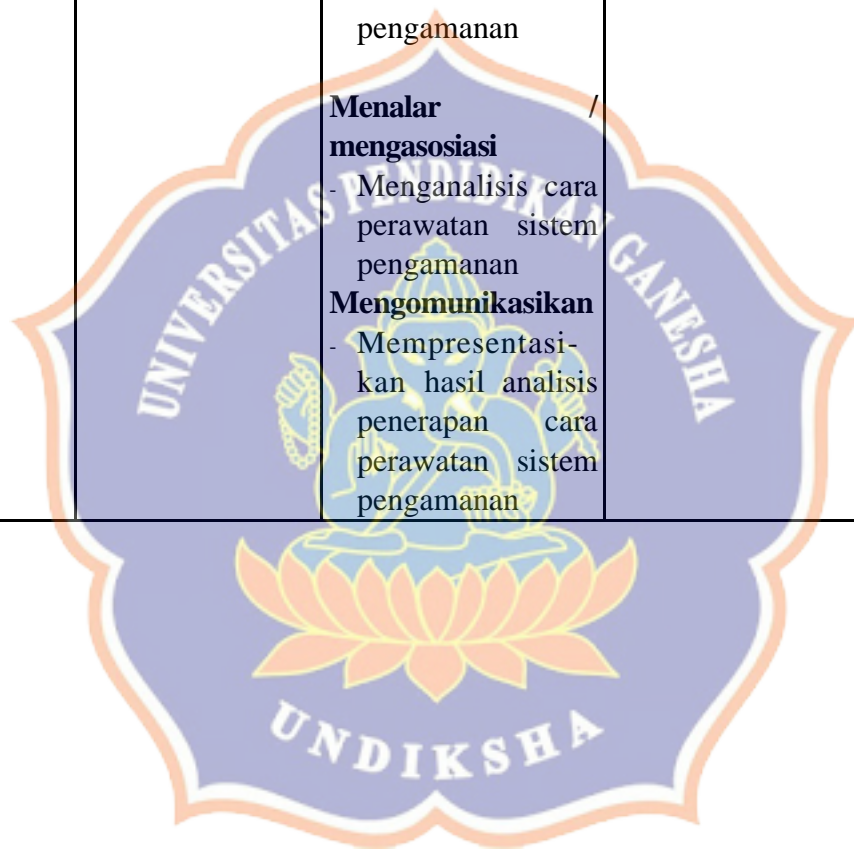 pengamanan
Menalar /
mengasosiasi
- Menganalisis cara
perawatan sistem
pengamanan
Mengomunikasikan
- Mempresentasi-
kan hasil analisis
penerapan cara
perawatan sistem
pengamanan
UNIVERSITAS PENDIDIKAN GANESHA
UNDIKSHA